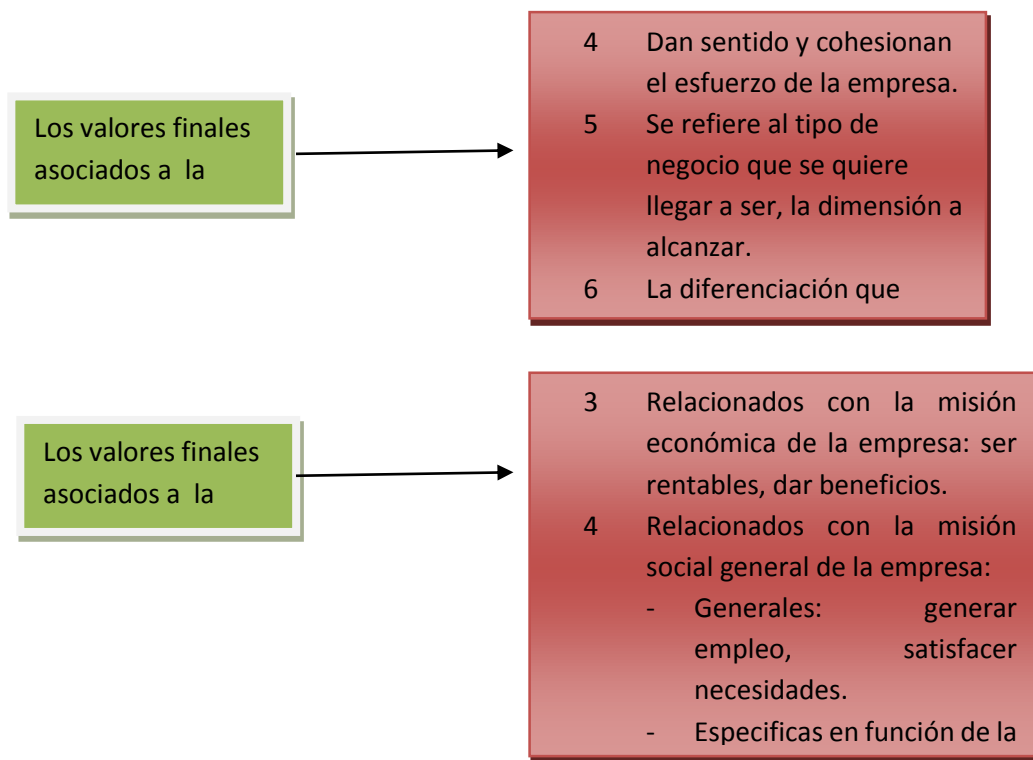 Los valores finales
asociados a  la
4 Dan sentido y cohesionan
el esfuerzo de la empresa.
5 Se refiere al tipo de
negocio que se quiere
llegar a ser, la dimensión a
alcanzar.
6 La diferenciación que
Los valores finales
asociados a  la
3 Relacionados con la misión
económica de la empresa: ser
rentables, dar beneficios.
4 Relacionados con la misión
social general de la empresa:
- Generales: generar
empleo, satisfacer
necesidades.
- Especificas en función de la